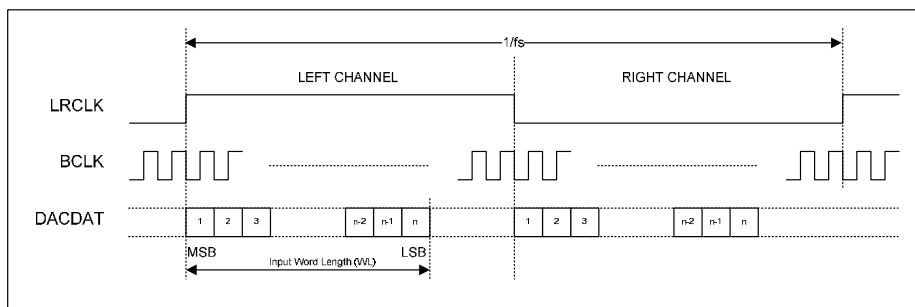 1/fs
LEFT CHANNEL RIGHT CHANNEL
LRCLK
BCLK
DACDAT
1 2 3 n-2 n-1 n 1 2 3 n-2 n-1 n
MSB LSB
Input Word Length (WL)